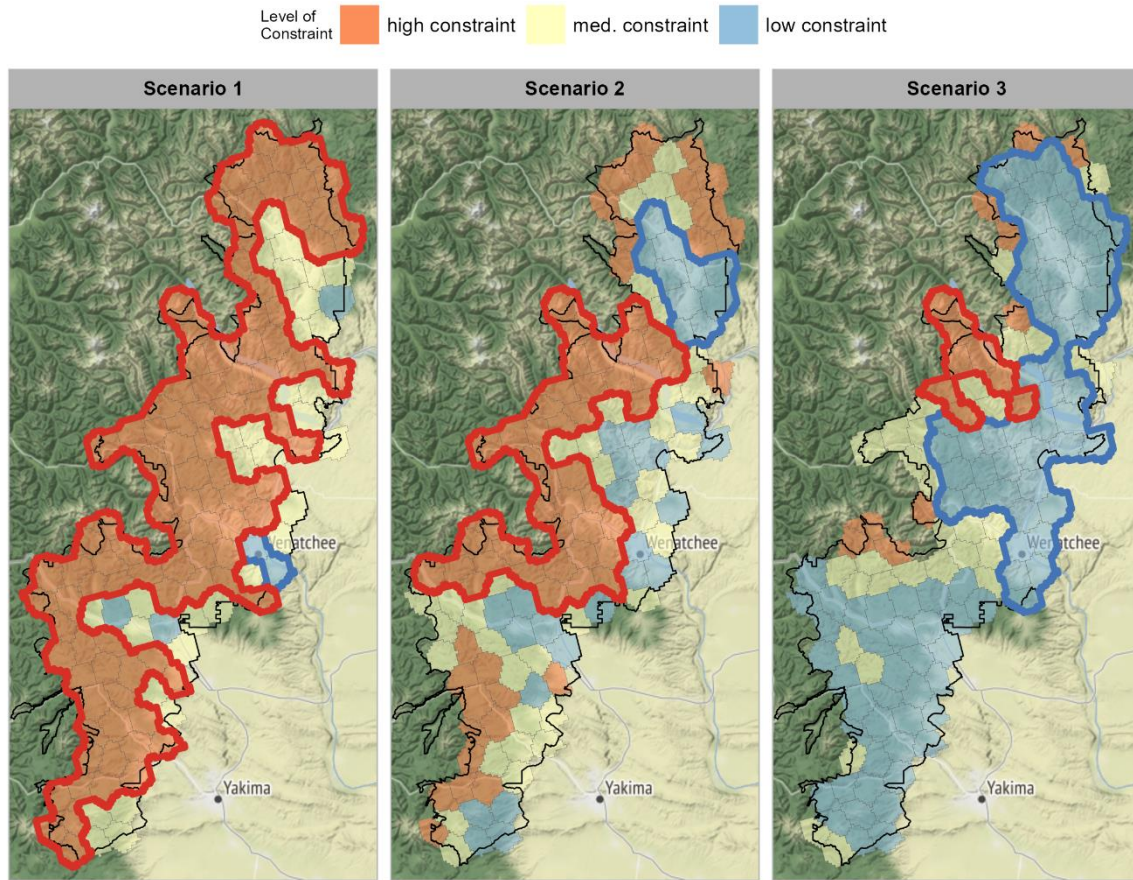 Level of
Constraint
high constraint
med. constraint
low constraint
Scenario 1
Scenario 2
Scenario 3
Wenatchee
Wenatchee
Wenatchee
Yakima
Yakima
Yakima